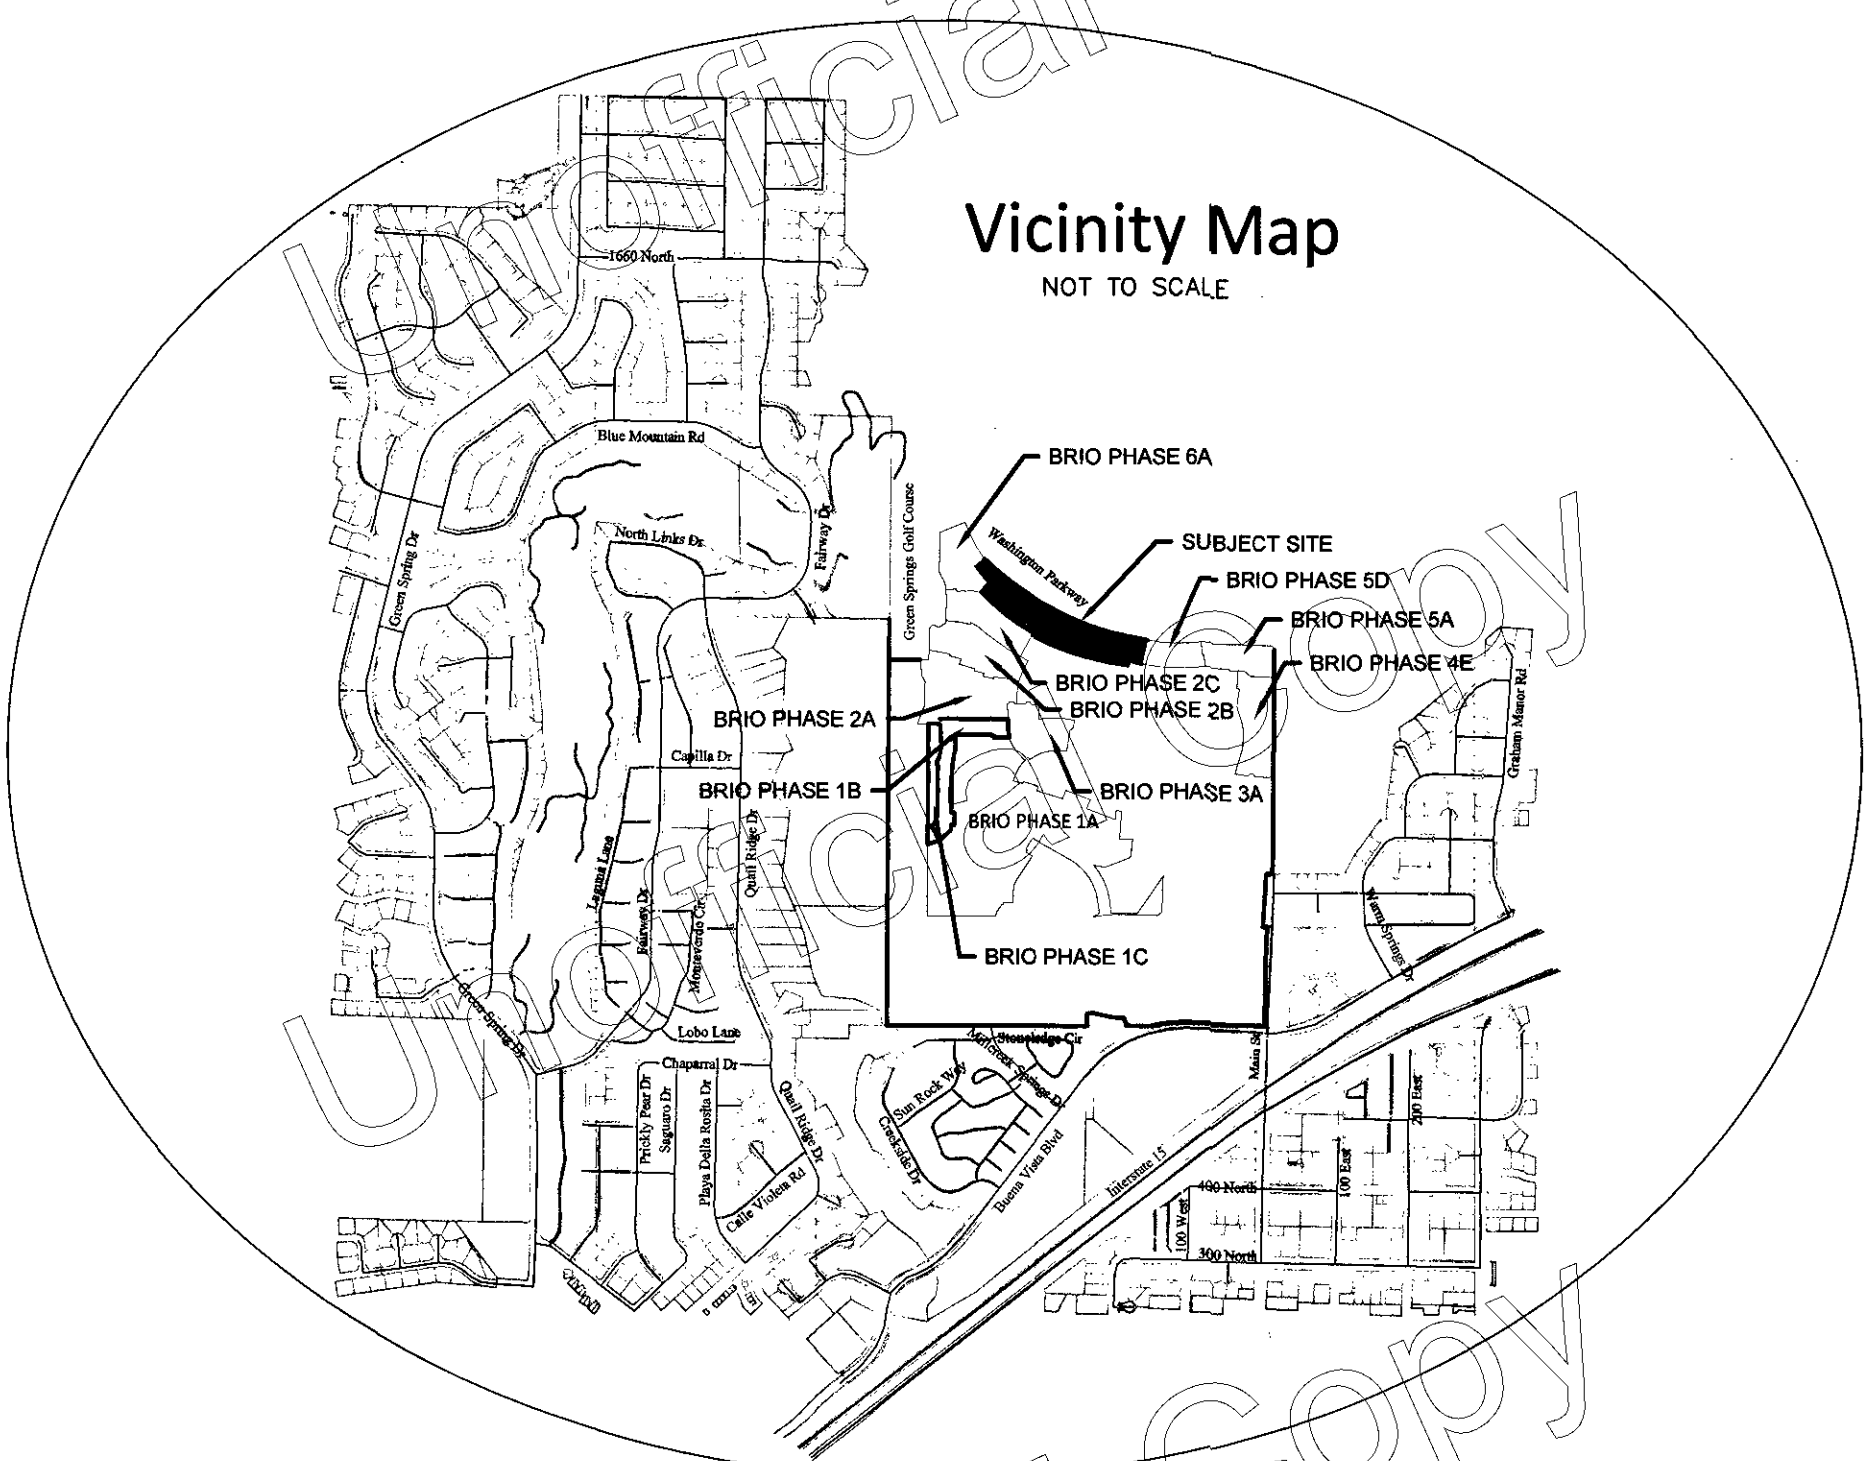 Unofficial Copy
Vicinity Map
NOT TO SCALE
1660 North
Blue Mountain Rd
BRIO PHASE 6A
Green Springs Golf Course
Fairway Dr
North Links Dr
Green Spring Dr
Washington Parkway
SUBJECT SITE
BRIO PHASE 5D
BRIO PHASE 5A
BRIO PHASE 4E
BRIO PHASE 2C
BRIO PHASE 2B
BRIO PHASE 2A
Graham Manor Rd
Capilla Dr
BRIO PHASE 1B
BRIO PHASE 3A
BRIO PHASE 1A
Quail Ridge Dr
Laguna Lane
Fairway Dr
Monteverde Cir
Warm Springs Dr
BRIO PHASE 1C
Green Spring Dr
Lobo Lane
Stoneledge Cir
Millcreek Springs Dr
Main St
Chaparral Dr
Prickly Pear Dr
Saguaro Dr
Playa Della Rosita Dr
Quail Ridge Dr
Sun Rock Way
Creekside Dr
Buena Vista Blvd
Calle Violeta Rd
Interstate 15
200 East
100 East
400 North
100 West
300 North
Unofficial Copy
Copy